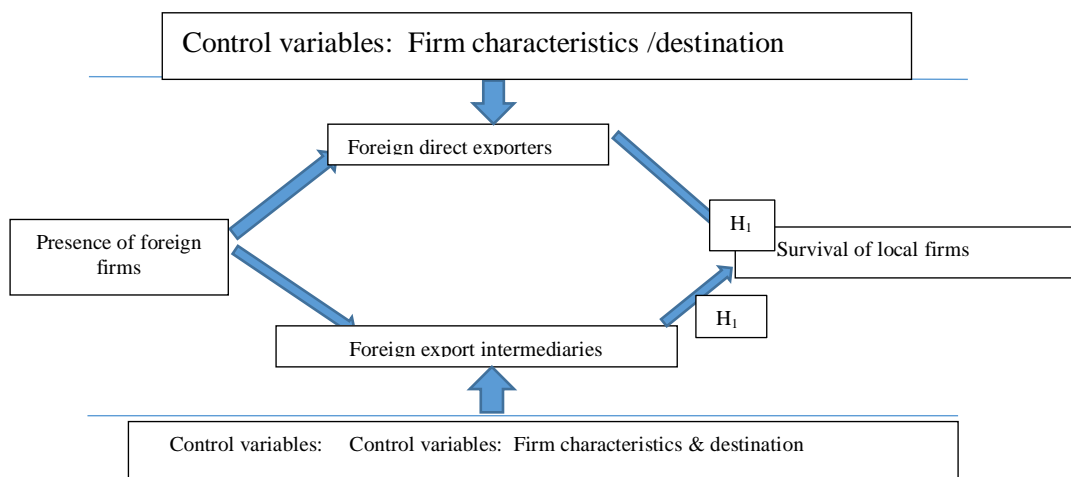 Control variables: Firm characteristics /destination
Foreign direct exporters
Presence of foreign
firms
H₁
Survival of local firms
H₁
Foreign export intermediaries
Control variables: Control variables: Firm characteristics & destination